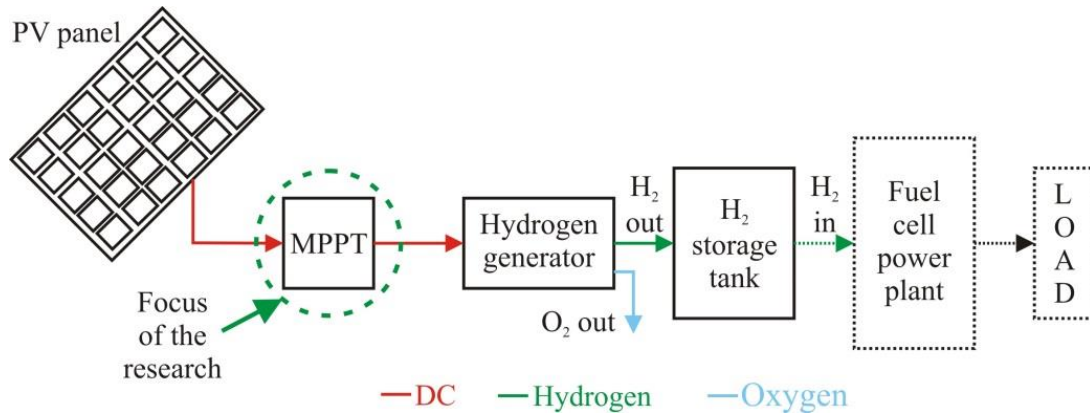 PV panel
MPPT
Focus
of the
research
Hydrogen
generator
H₂
out
O₂ out
H₂
storage
tank
H₂
in
Fuel
cell
power
plant
L
O
A
D
DC
Hydrogen
Oxygen